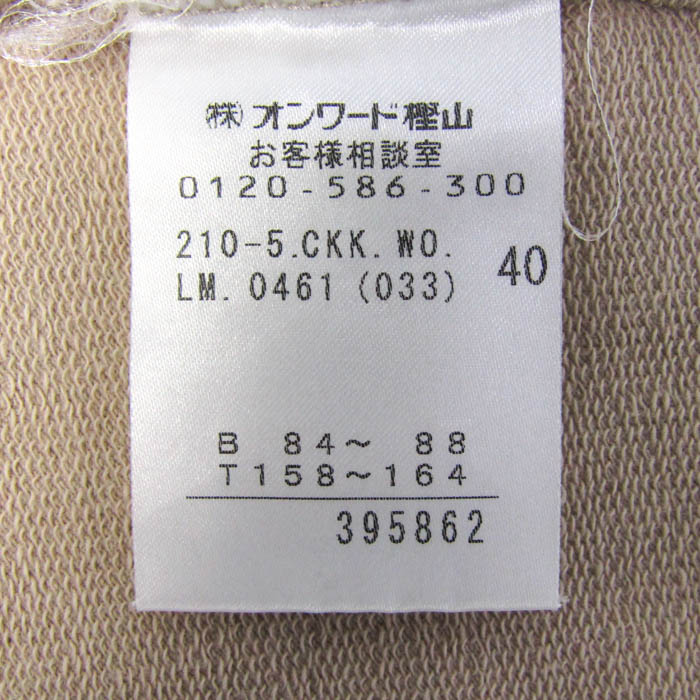 ㈱オンワード樫山
お客様相談室
0120-586-300
210-5.CKK.WO.
LM.0461(033)
40
B 84～ 88
T158～164
395862